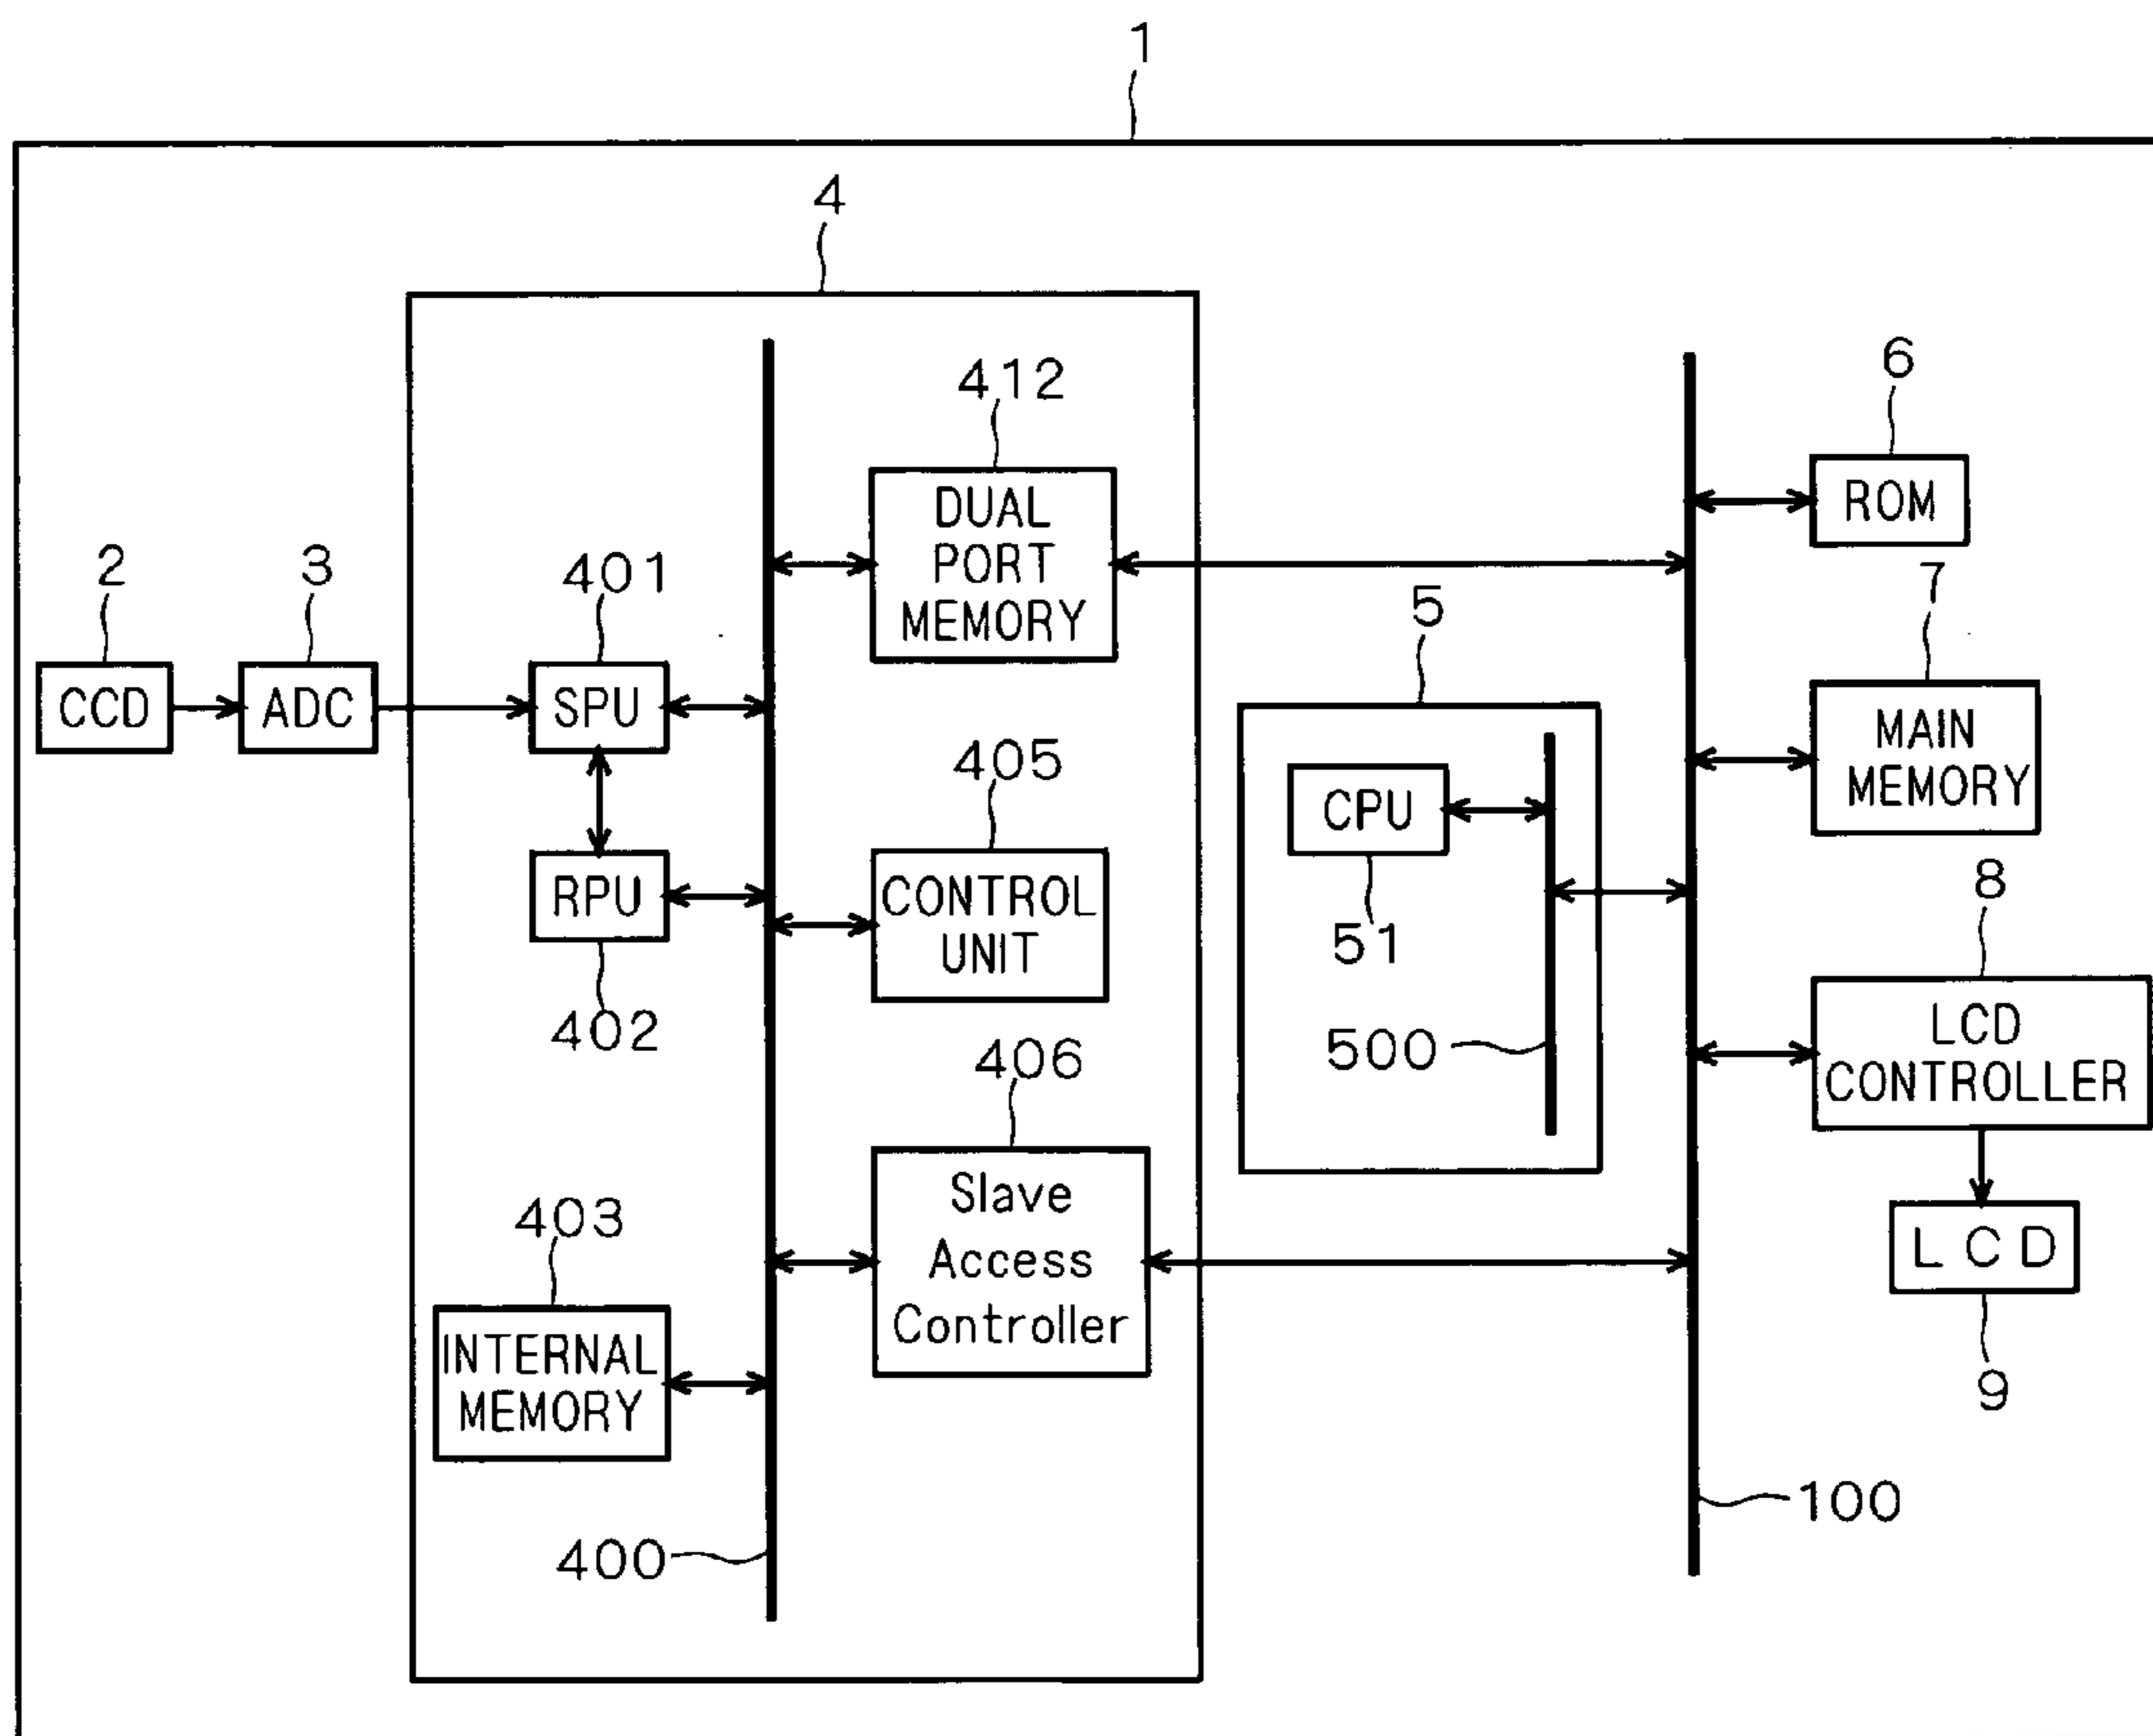 1
4
412
DUAL
PORT
MEMORY
6
ROM
2
CCD
3
ADC
401
SPU
5
7
MAIN
MEMORY
405
CONTROL
UNIT
CPU
51
RPU
402
500
8
LCD
CONTROLLER
406
Slave
Access
Controller
LCD
9
403
INTERNAL
MEMORY
400
100